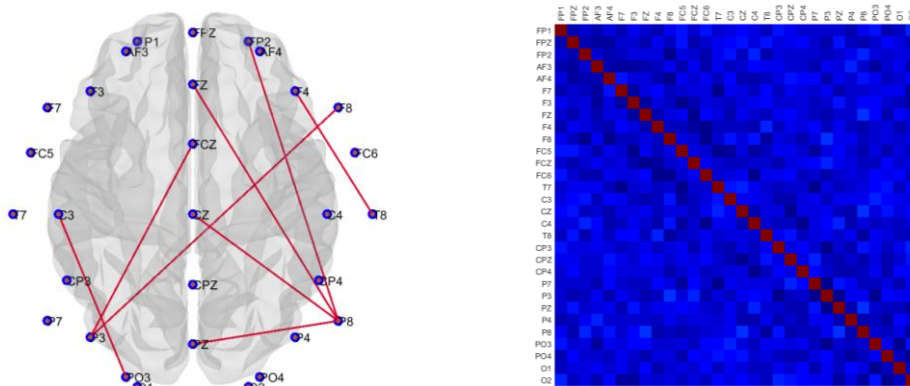 FP1
FPZ
FP2
AF3
AF4
F7
F3
FZ
F4
F8
FC5
FCZ
FC6
T7
C3
CZ
C4
T8
CP3
CPZ
CP4
P7
P3
PZ
P4
P8
PO3
PO4
O1
FP1 FPZ FP2 AF3 AF4 F7 F3 FZ F4 F8 FC5 FCZ FC6 T7 C3 CZ C4 T8 CP3 CPZ CP4 P7 P3 PZ P4 P8 PO3 PO4 O1
FP1
FPZ
FP2
AF3
AF4
F7
F3
FZ
F4
F8
FC5
FCZ
FC6
T7
C3
CZ
C4
T8
CP3
CPZ
CP4
P7
P3
PZ
P4
P8
PO3
PO4
O1
O2